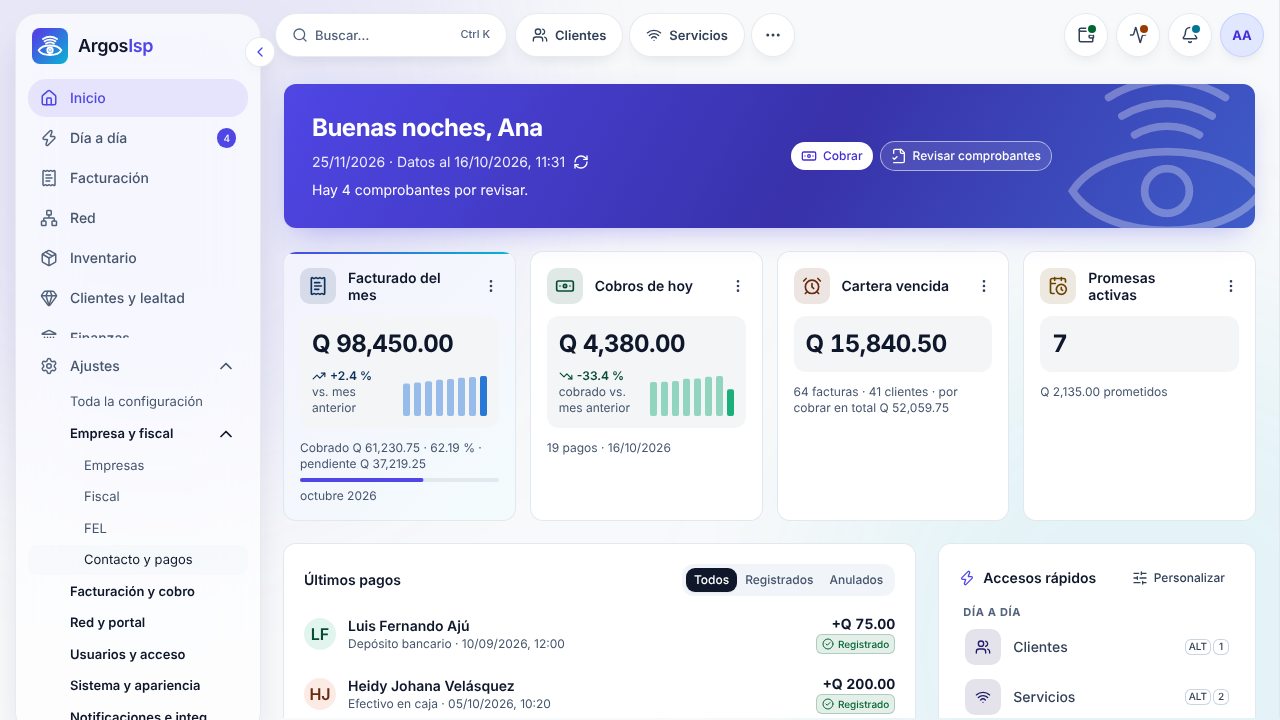 ArgosIsp
Buscar...
Ctrl K
Clientes
Servicios
AA
Inicio
Día a día
4
Facturación
Red
Inventario
Clientes y lealtad
Finanzas
Ajustes
Toda la configuración
Empresa y fiscal
Empresas
Fiscal
FEL
Contacto y pagos
Facturación y cobro
Red y portal
Usuarios y acceso
Sistema y apariencia
Notificaciones e integ
Buenas noches, Ana
25/11/2026 · Datos al 16/10/2026, 11:31
Hay 4 comprobantes por revisar.
Cobrar
Revisar comprobantes
Facturado del
mes
Q 98,450.00
+2.4 %
vs. mes
anterior
Cobrado Q 61,230.75 · 62.19 % ·
pendiente Q 37,219.25
octubre 2026
Cobros de hoy
Q 4,380.00
-33.4 %
cobrado vs.
mes anterior
19 pagos · 16/10/2026
Cartera vencida
Q 15,840.50
64 facturas · 41 clientes · por
cobrar en total Q 52,059.75
Promesas
activas
7
Q 2,135.00 prometidos
Últimos pagos
Todos
Registrados
Anulados
LF
Luis Fernando Ajú
Depósito bancario · 10/09/2026, 12:00
+Q 75.00
Registrado
HJ
Heidy Johana Velásquez
Efectivo en caja · 05/10/2026, 10:20
+Q 200.00
Registrado
Accesos rápidos
Personalizar
DÍA A DÍA
Clientes
ALT 1
Servicios
ALT 2